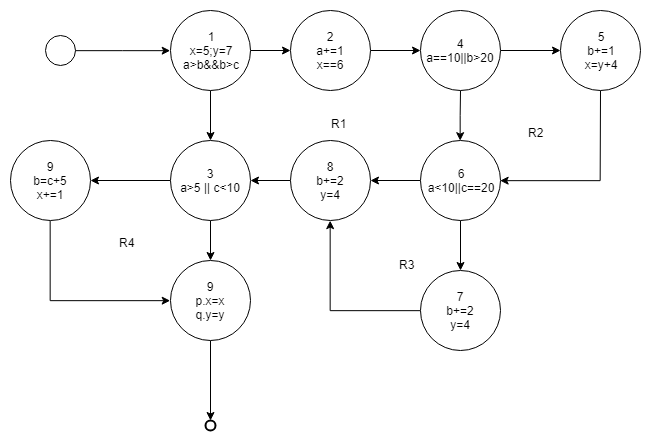 1
x=5;y=7
a>b&&b>c
2
a+=1
x==6
4
a==10||b>20
5
b+=1
x=y+4
R1
R2
9
b=c+5
x+=1
3
a>5 || c<10
8
b+=2
y=4
6
a<10||c==20
R4
R3
9
p.x=x
q.y=y
7
b+=2
y=4